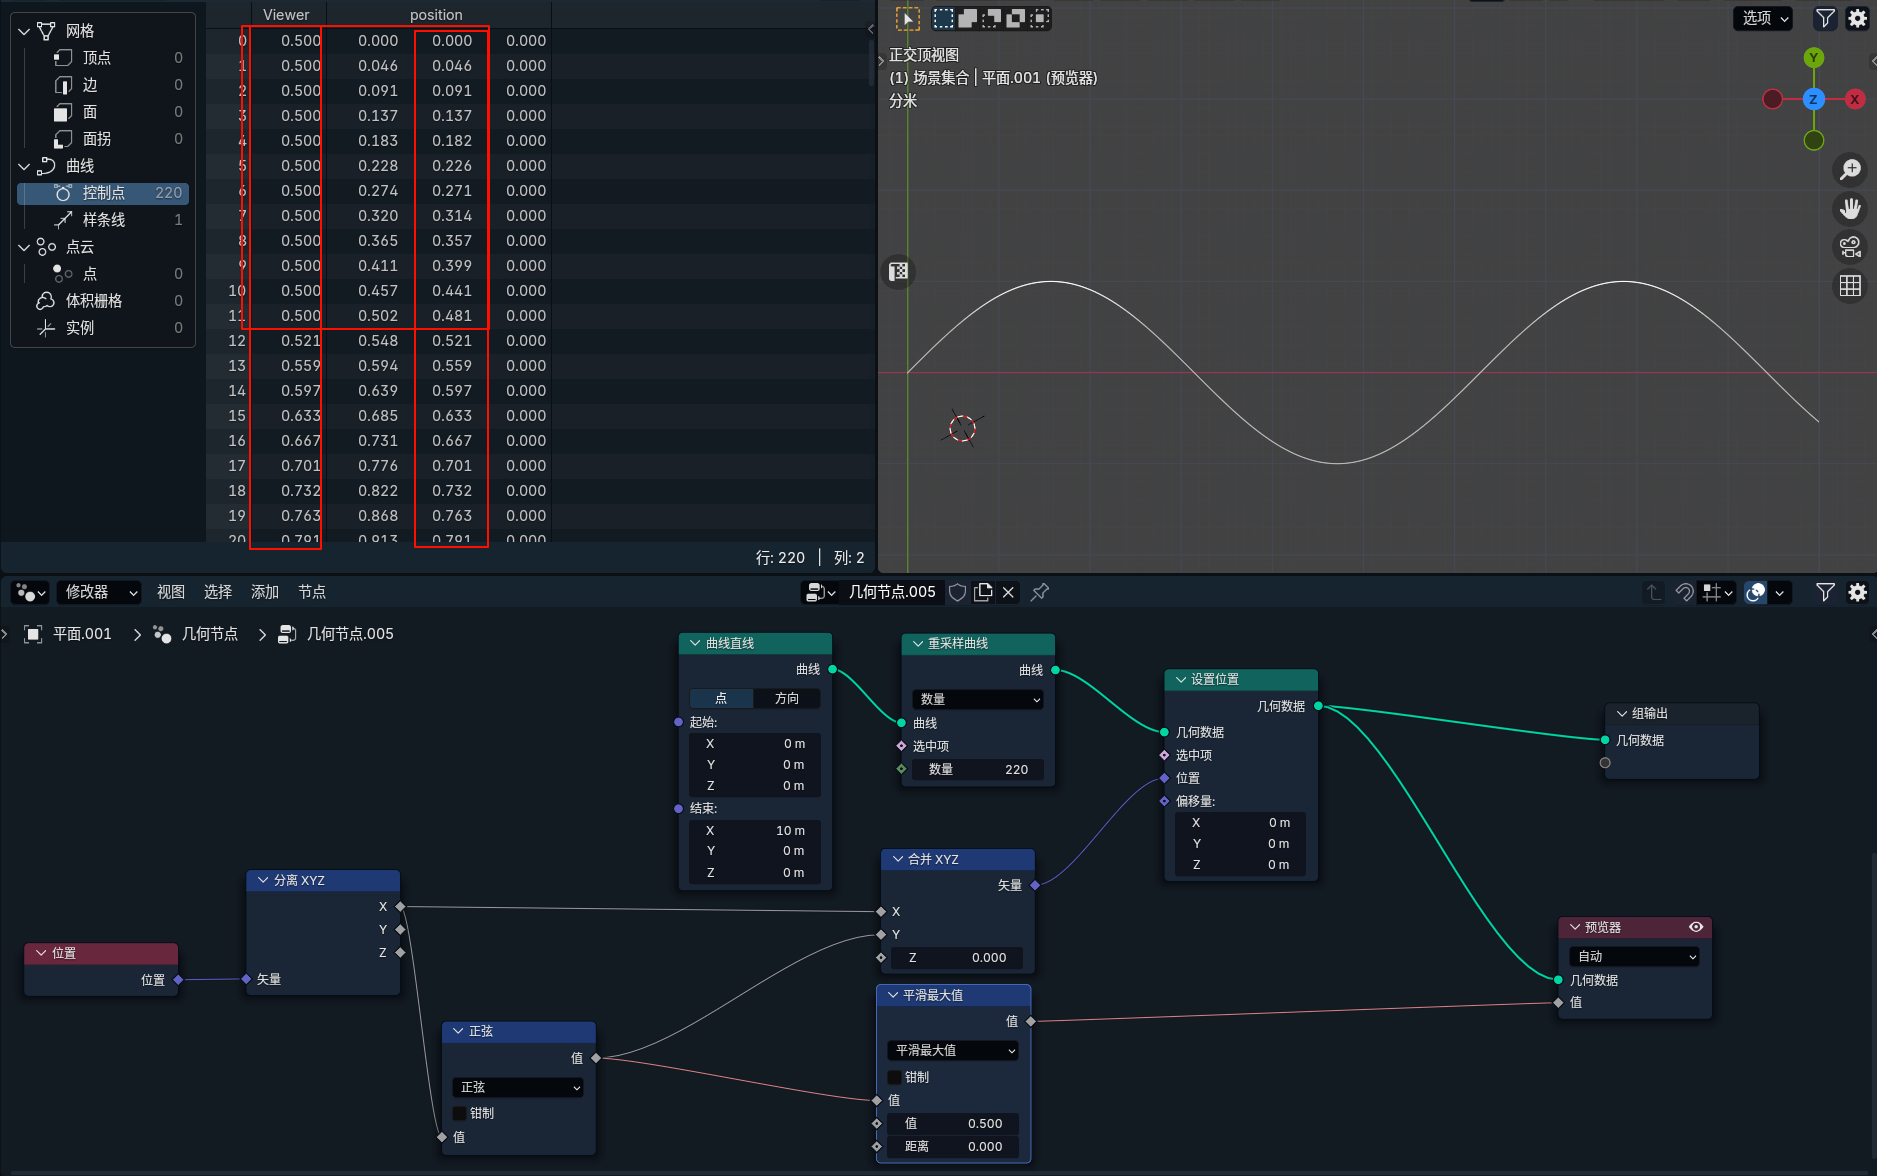 网格
顶点 0
边 0
面 0
面拐 0
曲线
控制点 220
样条线 1
点云
点 0
体积栅格 0
实例 0
Viewer position
0 0.500 0.000 0.000 0.000
1 0.500 0.046 0.046 0.000
2 0.500 0.091 0.091 0.000
3 0.500 0.137 0.137 0.000
4 0.500 0.183 0.182 0.000
5 0.500 0.228 0.226 0.000
6 0.500 0.274 0.271 0.000
7 0.500 0.320 0.314 0.000
8 0.500 0.365 0.357 0.000
9 0.500 0.411 0.399 0.000
10 0.500 0.457 0.441 0.000
11 0.500 0.502 0.481 0.000
12 0.521 0.548 0.521 0.000
13 0.559 0.594 0.559 0.000
14 0.597 0.639 0.597 0.000
15 0.633 0.685 0.633 0.000
16 0.667 0.731 0.667 0.000
17 0.701 0.776 0.701 0.000
18 0.732 0.822 0.732 0.000
19 0.763 0.868 0.763 0.000
20 0.791 0.913 0.791 0.000
行: 220 | 列: 2
选项
正交顶视图
(1) 场景集合 | 平面.001 (预览器)
分米
Y
Z
X
修改器 视图 选择 添加 节点
几何节点.005
平面.001 几何节点 几何节点.005
曲线直线
曲线
点 方向
起始:
X 0 m
Y 0 m
Z 0 m
结束:
X 10 m
Y 0 m
Z 0 m
重采样曲线
曲线
数量
曲线
选中项
数量 220
设置位置
几何数据
几何数据
选中项
位置
偏移量:
X 0 m
Y 0 m
Z 0 m
组输出
几何数据
位置
位置
分离 XYZ
X
Y
Z
矢量
正弦
值
正弦
钳制
值
合并 XYZ
矢量
X
Y
Z 0.000
平滑最大值
值
平滑最大值
钳制
值
值 0.500
距离 0.000
预览器
自动
几何数据
值